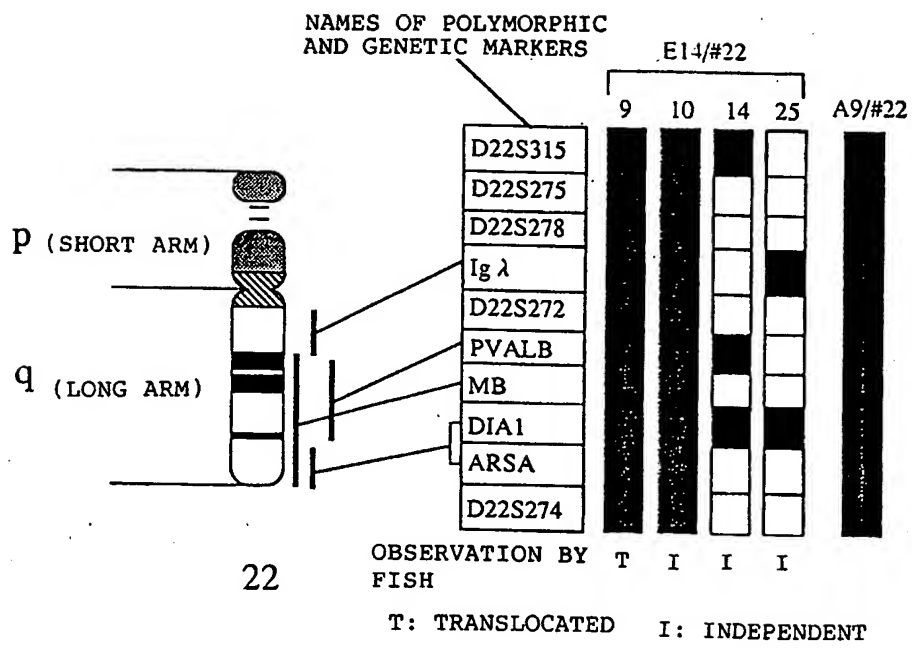 NAMES OF POLYMORPHIC
AND GENETIC MARKERS
E14/#22
9 10 14 25 A9/#22
D22S315
D22S275
D22S278
Ig λ
D22S272
PVALB
MB
DIA1
ARSA
D22S274
p (SHORT ARM)
q (LONG ARM)
22
OBSERVATION BY
FISH
T I I I
T: TRANSLOCATED I: INDEPENDENT